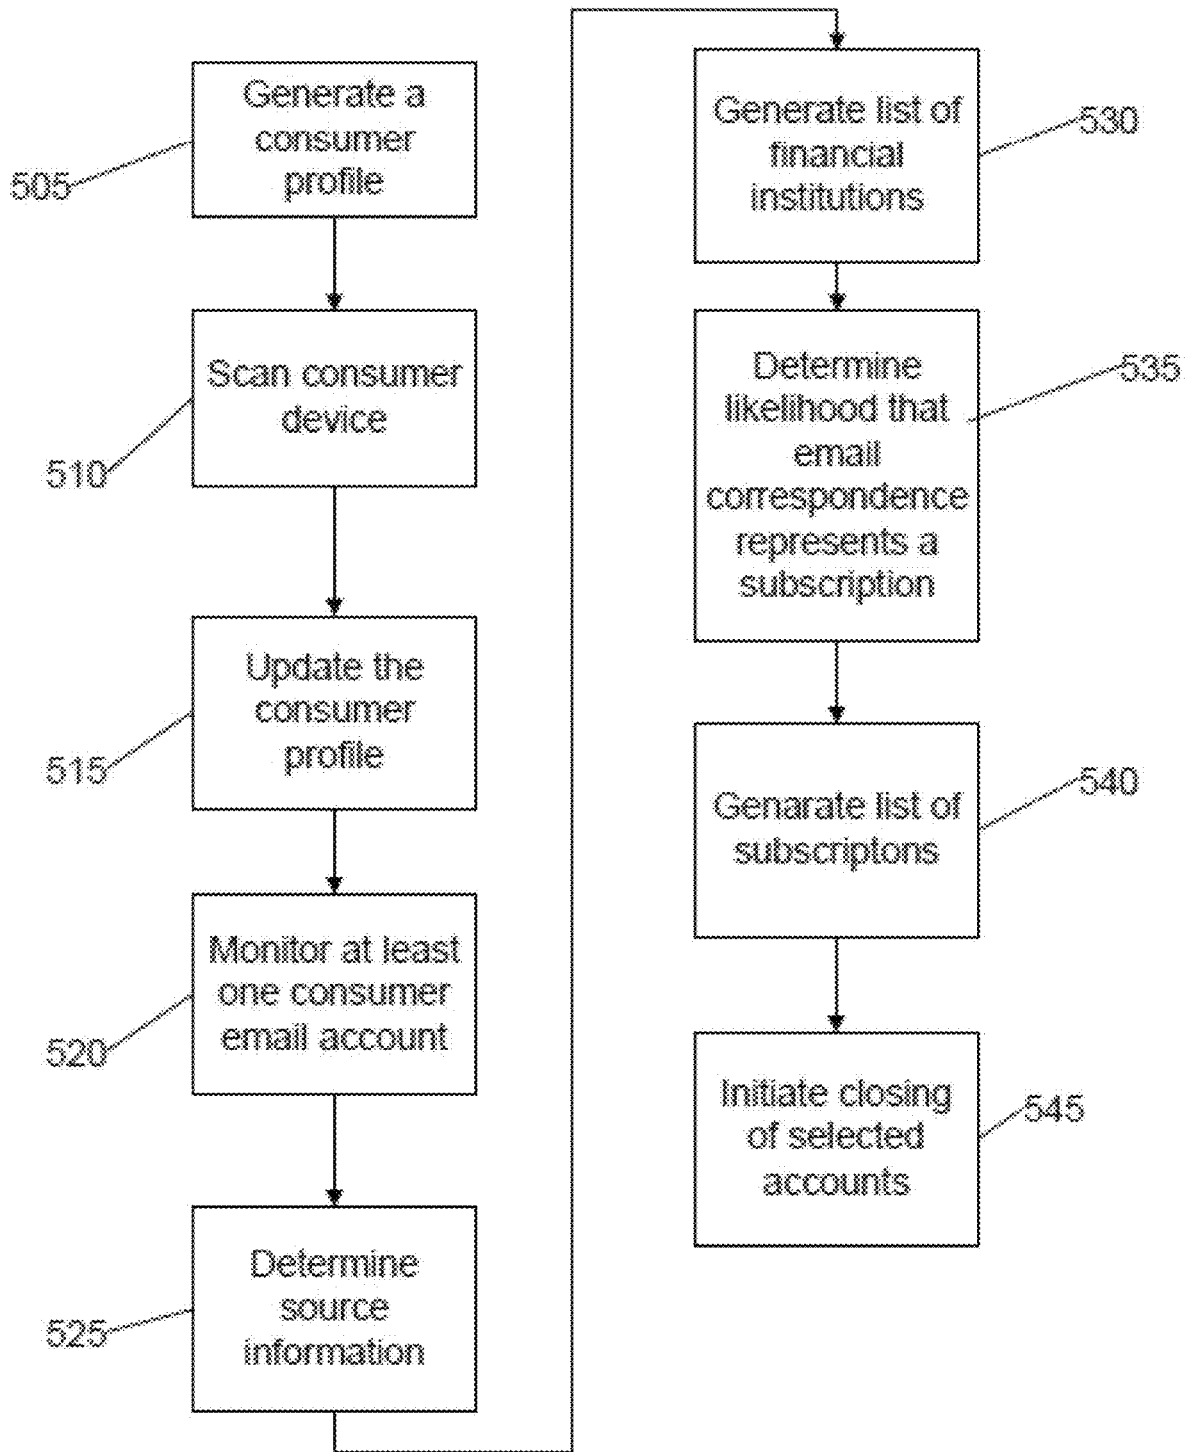 Generate a
consumer
profile
505
Scan consumer
device
510
Update the
consumer
profile
515
Monitor at least
one consumer
email account
520
Determine
source
information
525
Generate list of
financial
institutions
530
Determine
likelihood that
email
correspondence
represents a
subscription
535
Genarate list of
subscriptons
540
Initiate closing
of selected
accounts
545